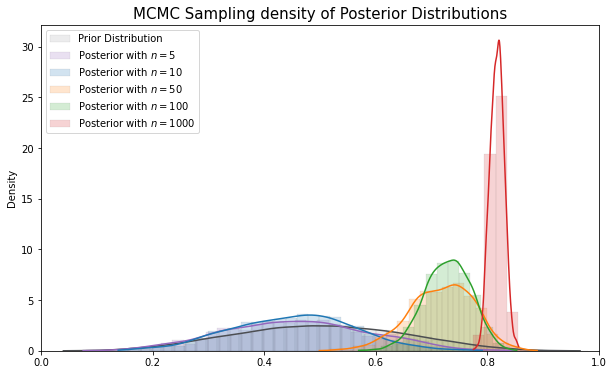 MCMC Sampling density of Posterior Distributions
Prior Distribution
Posterior with n = 5
Posterior with n = 10
Posterior with n = 50
Posterior with n = 100
Posterior with n = 1000
Density
30
25
20
15
10
5
0
0.0 0.2 0.4 0.6 0.8 1.0